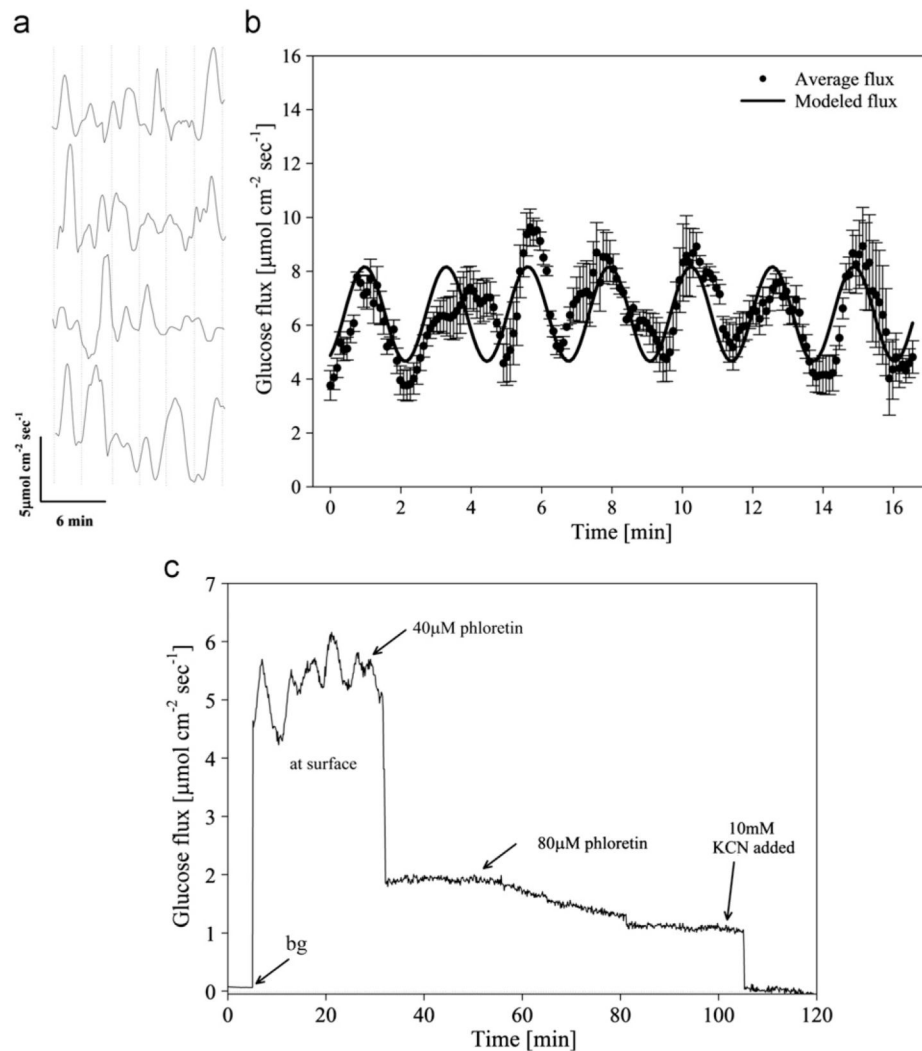 a
5μmol cm⁻² sec⁻¹
6 min
b
Glucose flux [μmol cm⁻² sec⁻¹]
16
14
12
10
8
6
4
2
0
Average flux
Modeled flux
0 2 4 6 8 10 12 14 16
Time [min]
c
Glucose flux [μmol cm⁻² sec⁻¹]
7
6
5
4
3
2
1
0
40μM phloretin
at surface
80μM phloretin
10mM
KCN added
bg
0 20 40 60 80 100 120
Time [min]